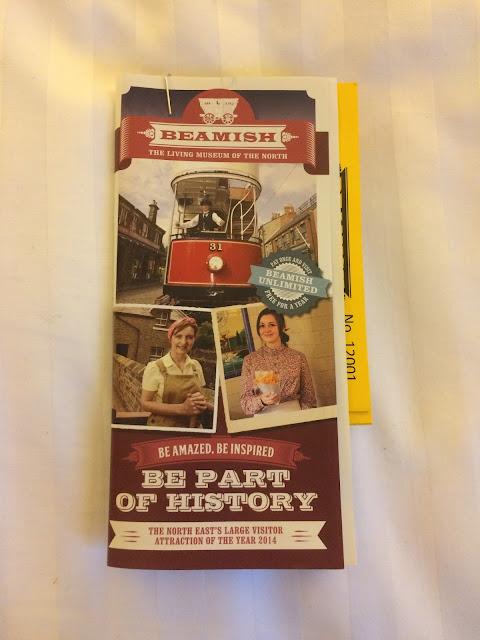 BEAMISH
THE LIVING MUSEUM OF THE NORTH
31
PAY ONCE AND VISIT
BEAMISH
UNLIMITED
FREE FOR A YEAR
No. 12001
BE AMAZED, BE INSPIRED
BE PART
OF HISTORY
THE NORTH EAST'S LARGE VISITOR
ATTRACTION OF THE YEAR 2014